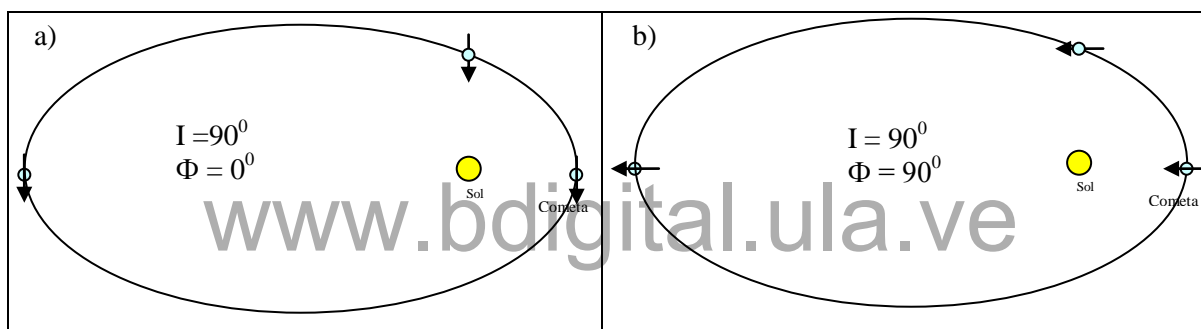 a)
I =90⁰
Φ = 0⁰
Sol
Cometa
b)
I = 90⁰
Φ = 90⁰
Sol
Cometa
www.bdigital.ula.ve